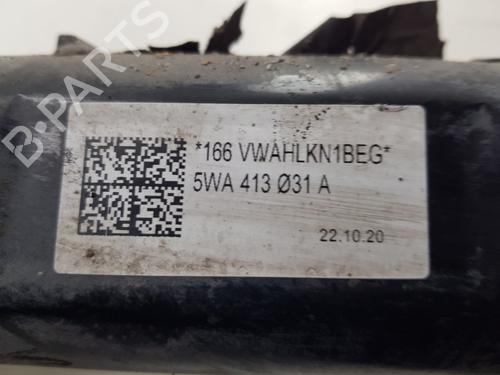 *166 VWAHLKN1BEG*
5WA 413 Ø31 A
22.10.20
B-PARTS